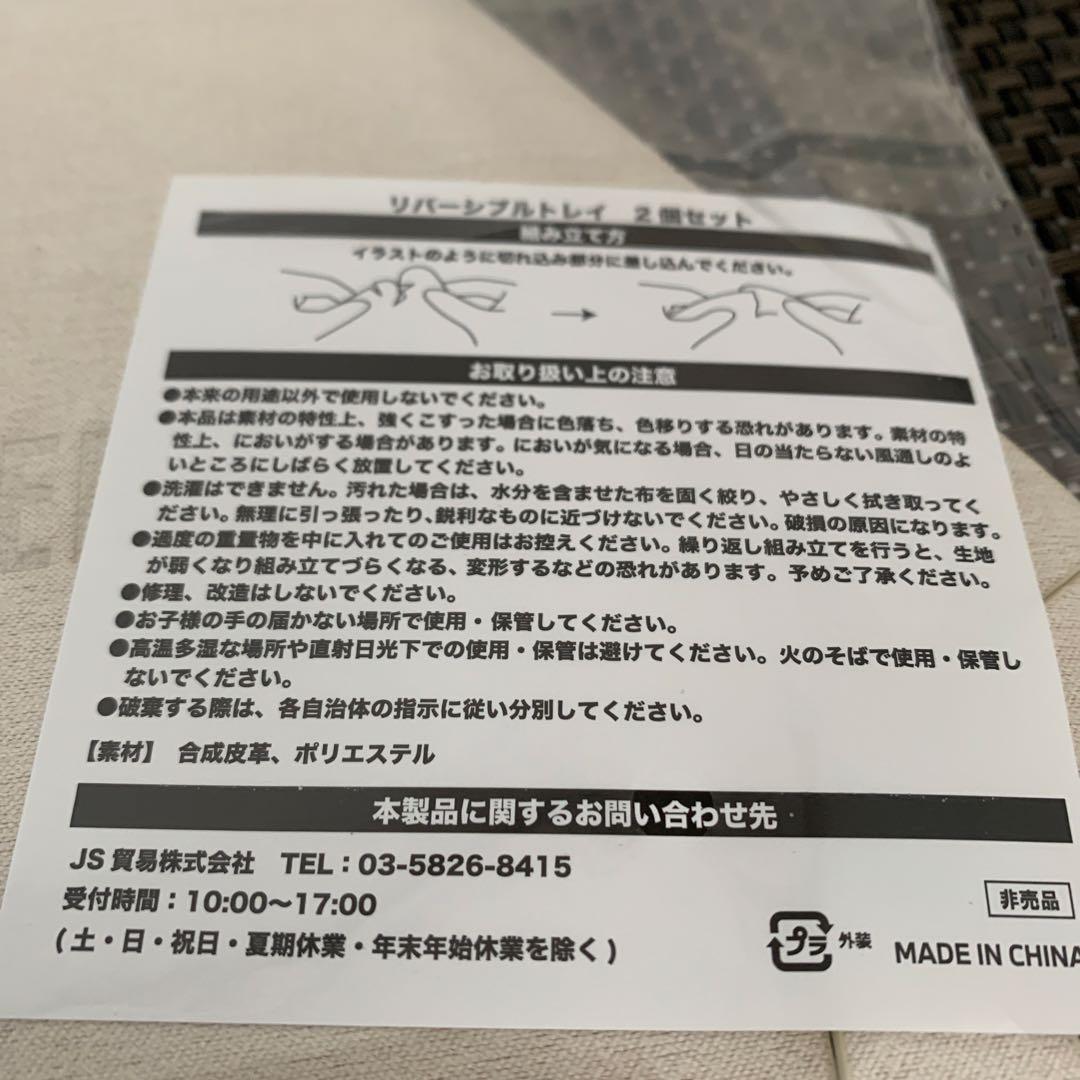 リバーシブルトレイ　2個セット
組み立て方
イラストのように切れ込み部分に差し込んでください。
お取り扱い上の注意
●本来の用途以外で使用しないでください。
●本品は素材の特性上、強くこすった場合に色落ち、色移りする恐れがあります。素材の特
性上、においがする場合があります。においが気になる場合、日の当たらない風通しのよ
いところにしばらく放置してください。
●洗濯はできません。汚れた場合は、水分を含ませた布を固く絞り、やさしく拭き取ってく
ださい。無理に引っ張ったり、鋭利なものに近づけないでください。破損の原因になります。
●過度の重量物を中に入れてのご使用はお控えください。繰り返し組み立てを行うと、生地
が弱くなり組み立てづらくなる、変形するなどの恐れがあります。予めご了承ください。
●修理、改造はしないでください。
●お子様の手の届かない場所で使用・保管してください。
●高温多湿な場所や直射日光下での使用・保管は避けてください。火のそばで使用・保管し
ないでください。
●破棄する際は、各自治体の指示に従い分別してください。
【素材】　合成皮革、ポリエステル
本製品に関するお問い合わせ先
JS貿易株式会社　TEL：03-5826-8415
受付時間：10:00〜17:00
(土・日・祝日・夏期休業・年末年始休業を除く)
非売品
プラ 外装
MADE IN CHINA